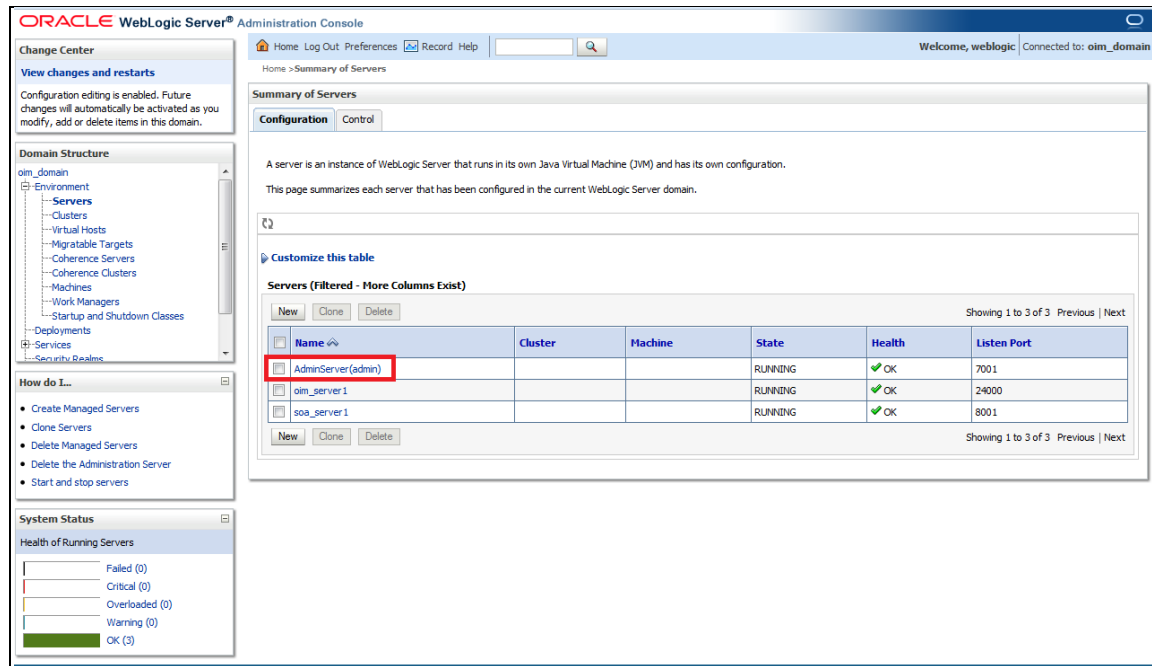 ORACLE WebLogic Server® Administration Console
Change Center
View changes and restarts
Configuration editing is enabled. Future
changes will automatically be activated as you
modify, add or delete items in this domain.
Domain Structure
oim_domain
Environment
Servers
Clusters
Virtual Hosts
Migratable Targets
Coherence Servers
Coherence Clusters
Machines
Work Managers
Startup and Shutdown Classes
Deployments
Services
Security Realms
How do I...
Create Managed Servers
Clone Servers
Delete Managed Servers
Delete the Administration Server
Start and stop servers
System Status
Health of Running Servers
Failed (0)
Critical (0)
Overloaded (0)
Warning (0)
OK (3)
Home Log Out Preferences Record Help
Welcome, weblogic Connected to: oim_domain
Home >Summary of Servers
Summary of Servers
Configuration Control
A server is an instance of WebLogic Server that runs in its own Java Virtual Machine (JVM) and has its own configuration.
This page summarizes each server that has been configured in the current WebLogic Server domain.
Customize this table
Servers (Filtered - More Columns Exist)
New Clone Delete Showing 1 to 3 of 3 Previous | Next
Name Cluster Machine State Health Listen Port
AdminServer(admin) RUNNING OK 7001
oim_server1 RUNNING OK 24000
soa_server1 RUNNING OK 8001
New Clone Delete Showing 1 to 3 of 3 Previous | Next